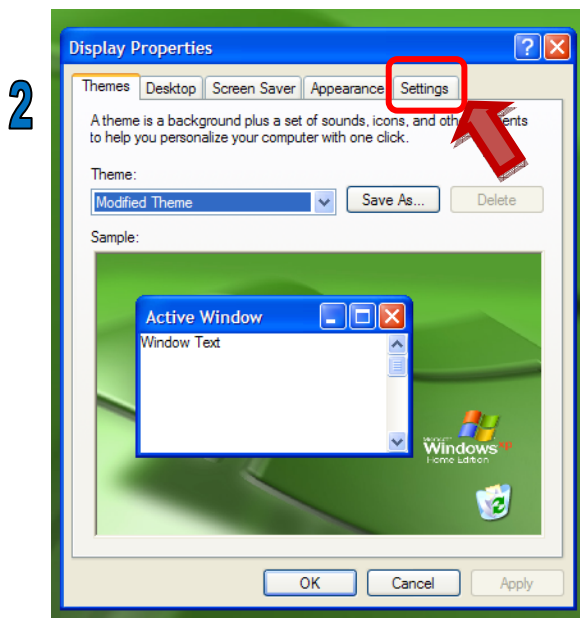 Display Properties
2
Themes Desktop Screen Saver Appearance Settings
A theme is a background plus a set of sounds, icons, and
to help you personalize your computer with one click.
Theme:
Modified Theme Save As... Delete
Sample:
Active Window
Window Text
Microsoft
Windows xp
Home Edition
OK Cancel Apply